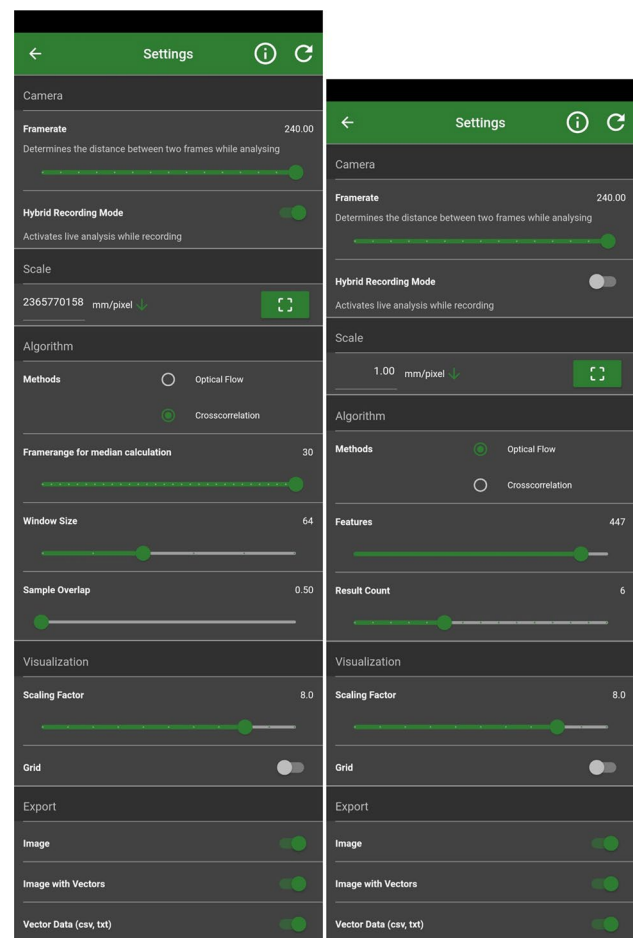 Settings
Camera
Framerate 240.00
Determines the distance between two frames while analysing
Hybrid Recording Mode
Activates live analysis while recording
Scale
2365770158 mm/pixel
Algorithm
Methods Optical Flow
Crosscorrelation
Framerange for median calculation 30
Window Size 64
Sample Overlap 0.50
Visualization
Scaling Factor 8.0
Grid
Export
Image
Image with Vectors
Vector Data (csv, txt)
Settings
Camera
Framerate 240.00
Determines the distance between two frames while analysing
Hybrid Recording Mode
Activates live analysis while recording
Scale
1.00 mm/pixel
Algorithm
Methods Optical Flow
Crosscorrelation
Features 447
Result Count 6
Visualization
Scaling Factor 8.0
Grid
Export
Image
Image with Vectors
Vector Data (csv, txt)